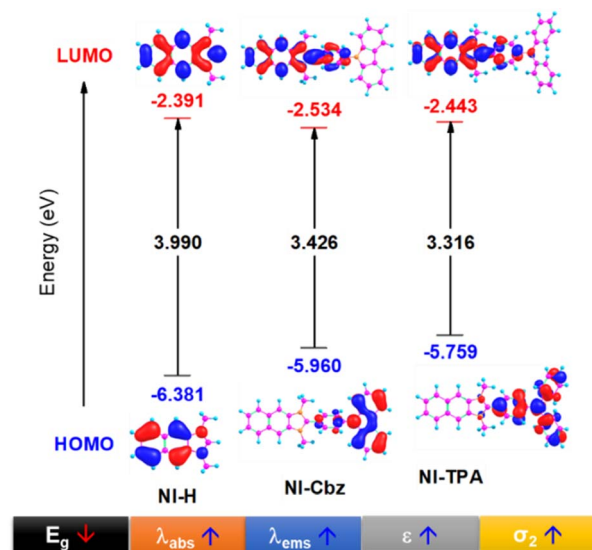 LUMO
-2.391
-2.534
-2.443
Energy (eV)
3.990
3.426
3.316
-5.960
-5.759
-6.381
HOMO
NI-H
NI-Cbz
NI-TPA
Eg ↓
λabs ↑
λems ↑
ε ↑
σ2 ↑